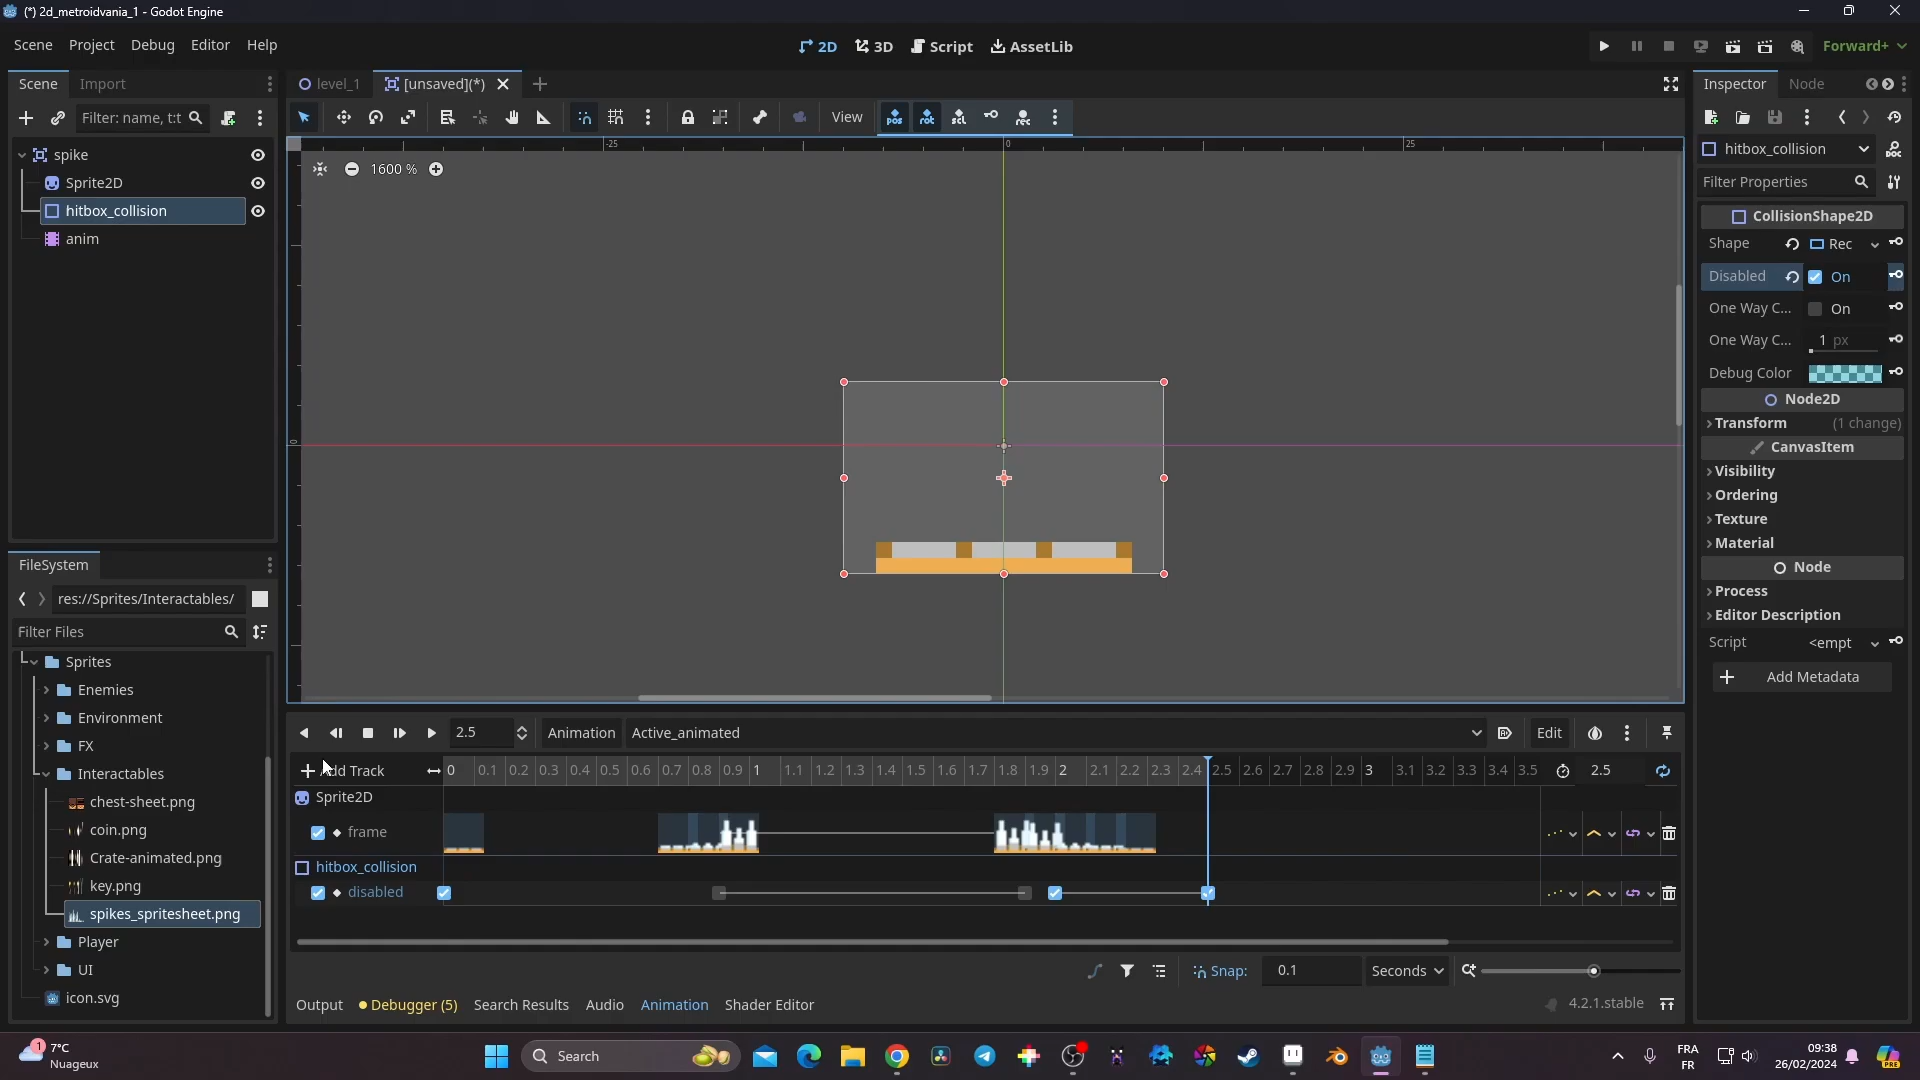 (*) 2d_metroidvania_1 - Godot Engine
Scene Project Debug Editor Help
2D 3D Script AssetLib
Forward+
Scene Import
level_1 [unsaved](*)
Inspector Node
Filter: name, t:t
View
1600 %
-25 0 25
0
spike
Sprite2D
hitbox_collision
anim
FileSystem
res://Sprites/Interactables/
Filter Files
Sprites
Enemies
Environment
FX
Interactables
chest-sheet.png
coin.png
Crate-animated.png
key.png
spikes_spritesheet.png
Player
UI
icon.svg
hitbox_collision
Filter Properties
CollisionShape2D
Shape Rec
Disabled On
One Way C... On
One Way C... 1 px
Debug Color
Node2D
Transform (1 change)
CanvasItem
Visibility
Ordering
Texture
Material
Node
Process
Editor Description
Script <empt
Add Metadata
2.5 Animation Active_animated Edit
Add Track 0 0.1 0.2 0.3 0.4 0.5 0.6 0.7 0.8 0.9 1 1.1 1.2 1.3 1.4 1.5 1.6 1.7 1.8 1.9 2 2.1 2.2 2.3 2.4 2.5 2.6 2.7 2.8 2.9 3 3.1 3.2 3.3 3.4 3.5 2.5
Sprite2D
frame
hitbox_collision
disabled
Snap: 0.1 Seconds
Output Debugger (5) Search Results Audio Animation Shader Editor 4.2.1.stable
1
7°C
Nuageux
Search
FRA
FR
09:38
26/02/2024
PRE